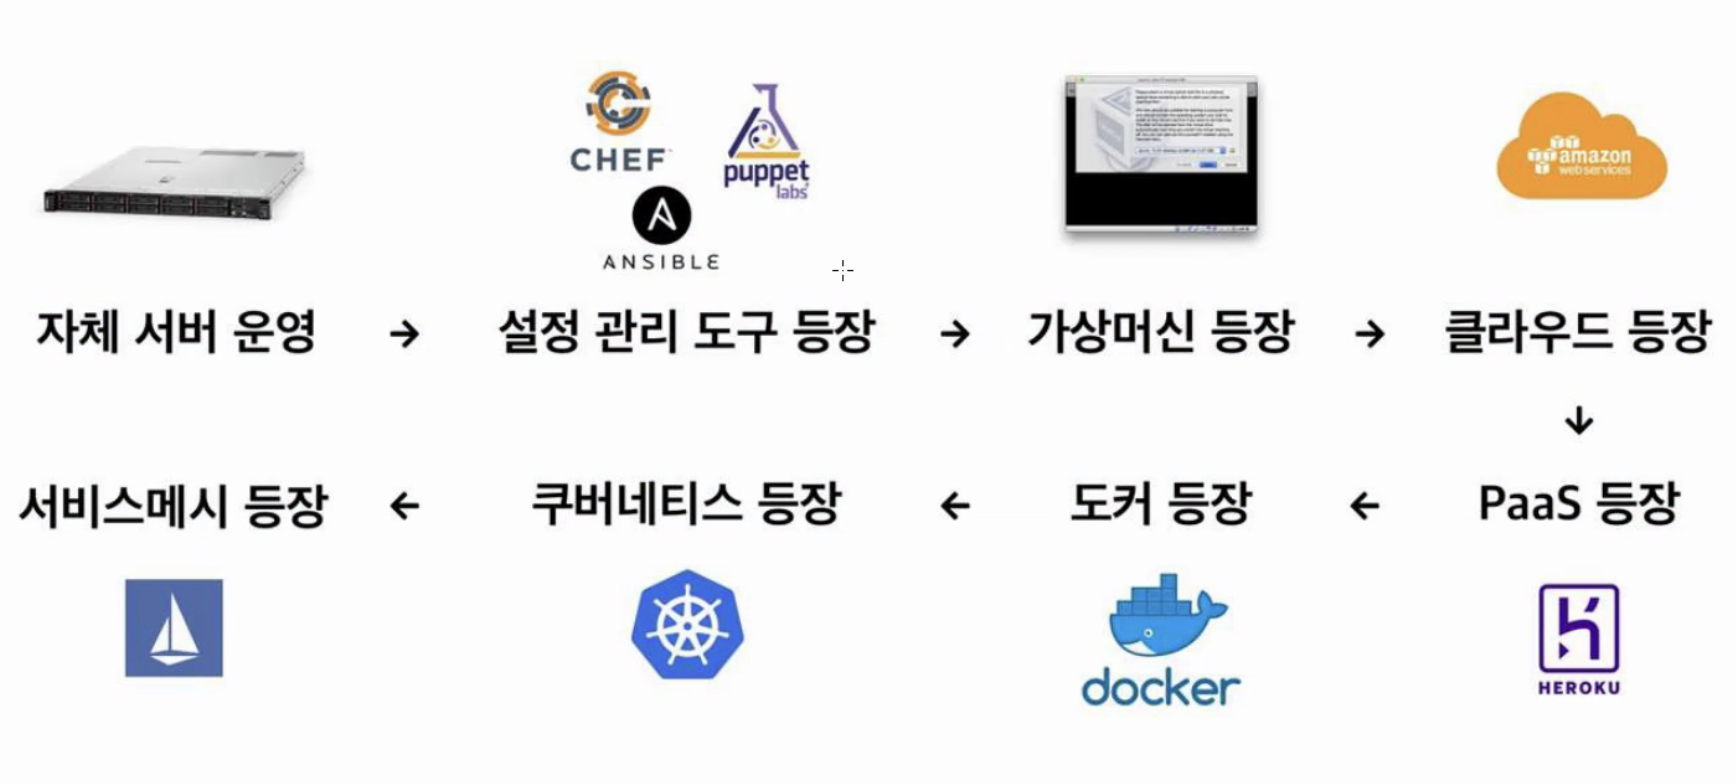 CHEF
puppet
labs
ANSIBLE
amazon
webservices
자체 서버 운영 → 설정 관리 도구 등장 → 가상머신 등장 → 클라우드 등장
↓
서비스메시 등장 ← 쿠버네티스 등장 ← 도커 등장 ← PaaS 등장
docker
HEROKU